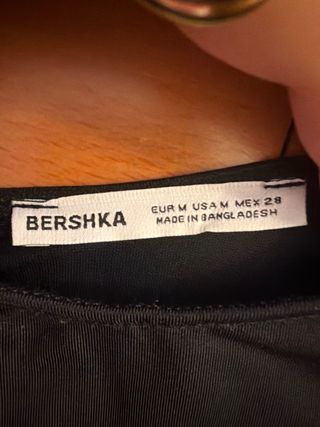 BERSHKA
EUR M USA M MEX 28
MADE IN BANGLADESH